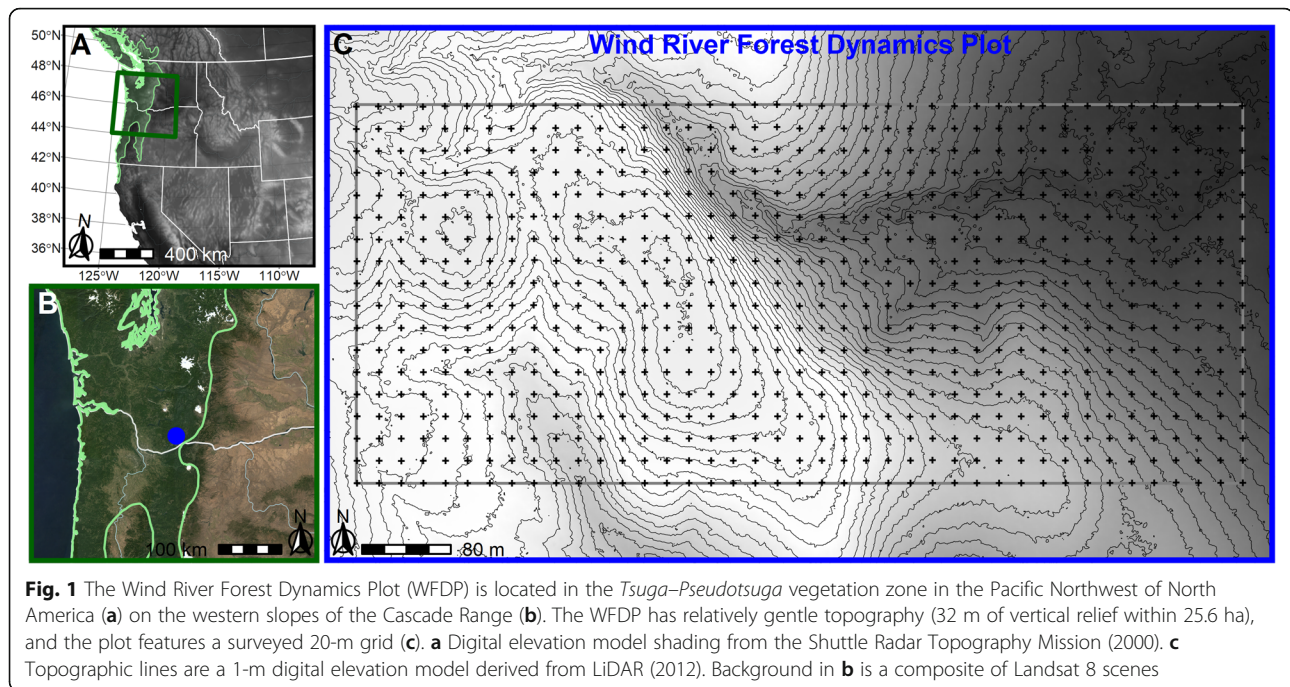 A
50°N
48°N
46°N
44°N
42°N
40°N
38°N
36°N
N
400 km
125°W 120°W 115°W 110°W
B
N
100 km
C
Wind River Forest Dynamics Plot
N
80 m
Fig. 1 The Wind River Forest Dynamics Plot (WFDP) is located in the Tsuga–Pseudotsuga vegetation zone in the Pacific Northwest of North
America (a) on the western slopes of the Cascade Range (b). The WFDP has relatively gentle topography (32 m of vertical relief within 25.6 ha),
and the plot features a surveyed 20-m grid (c). a Digital elevation model shading from the Shuttle Radar Topography Mission (2000). c
Topographic lines are a 1-m digital elevation model derived from LiDAR (2012). Background in b is a composite of Landsat 8 scenes